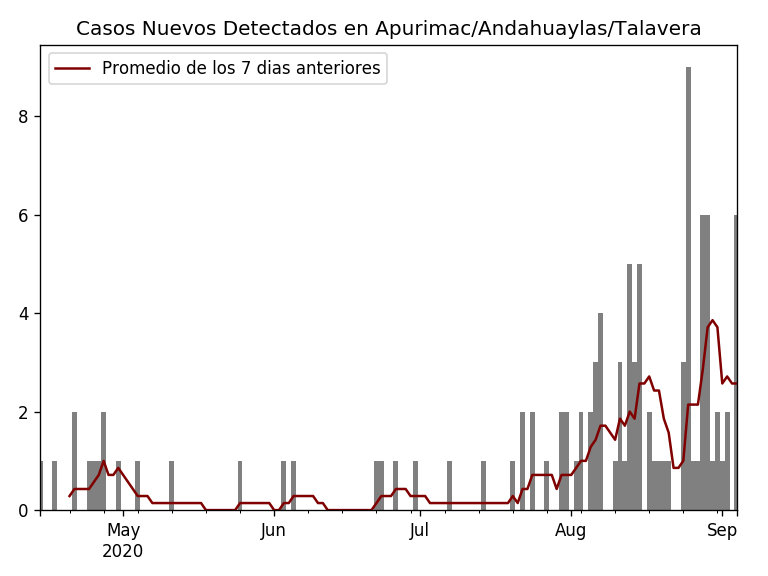 Casos Nuevos Detectados en Apurimac/Andahuaylas/Talavera
Promedio de los 7 dias anteriores
8
6
4
2
0
May Jun Jul Aug Sep
2020